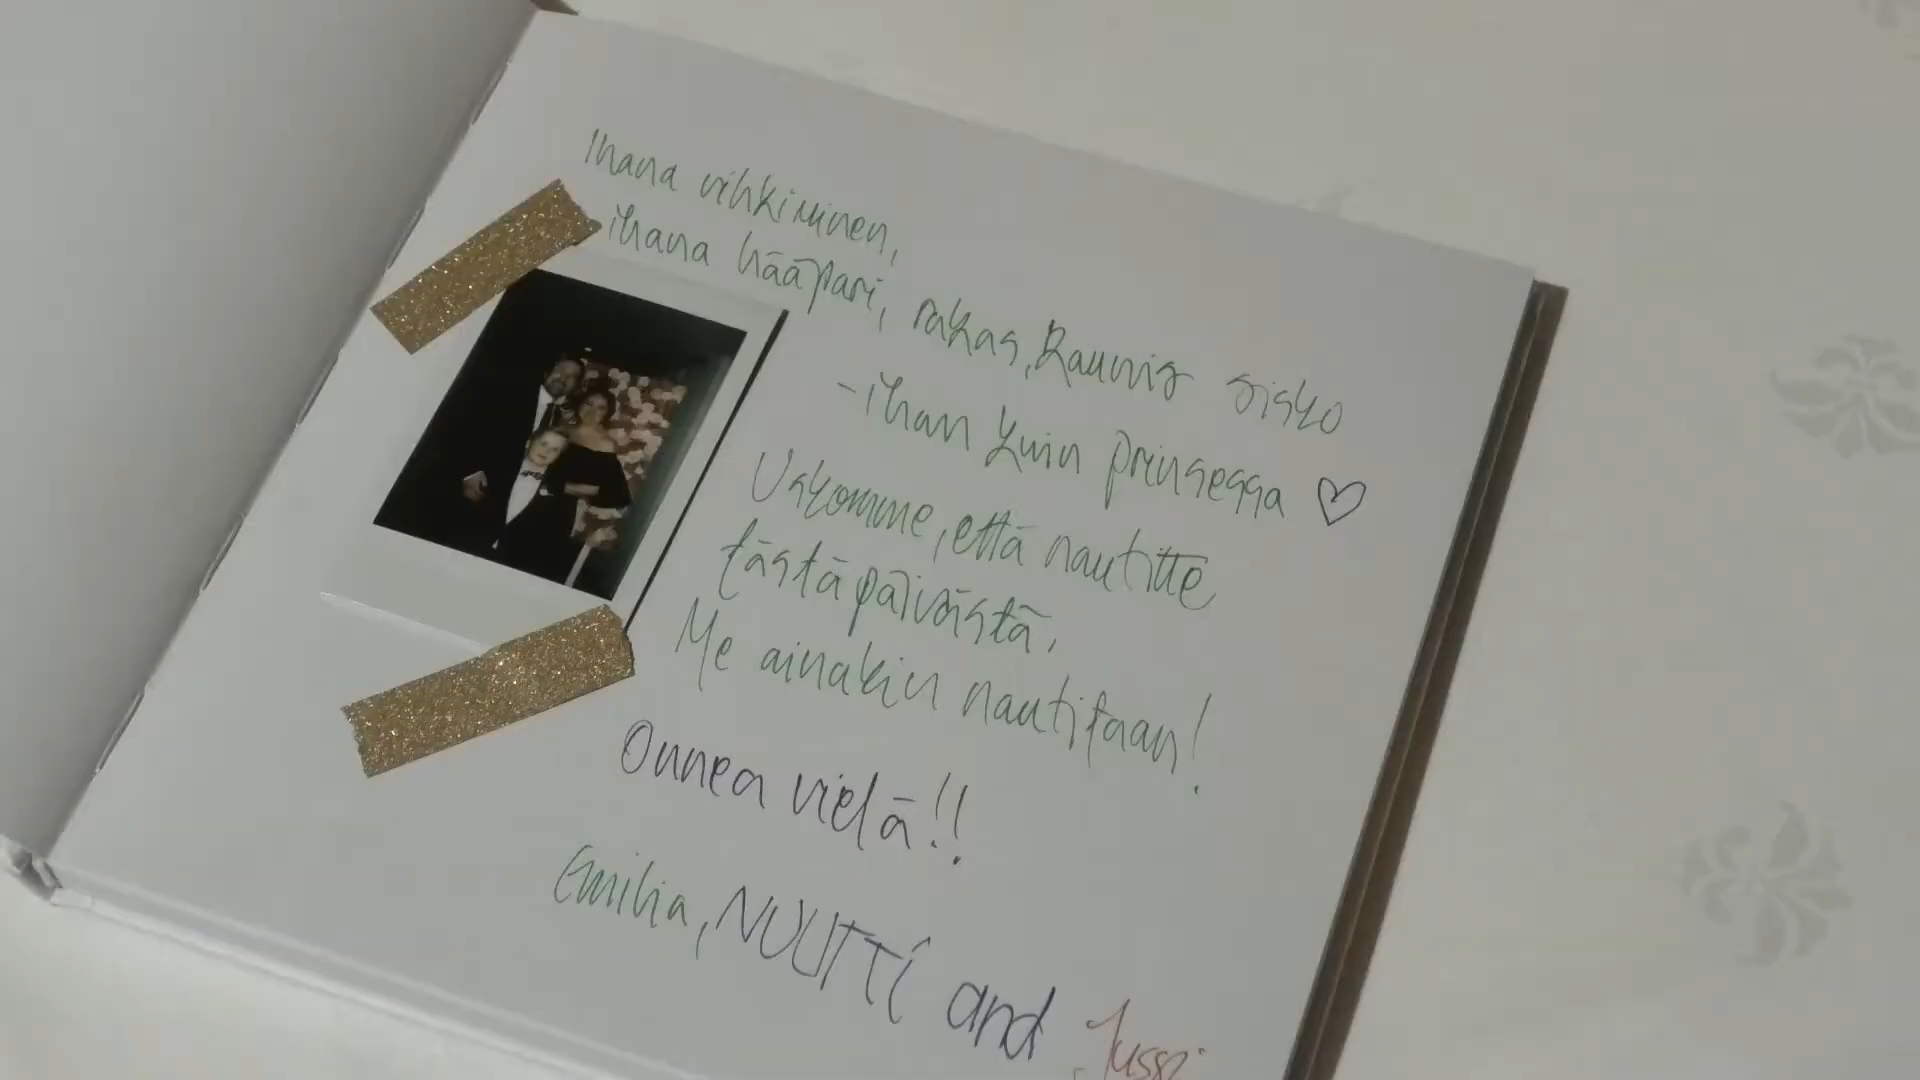 Ihana vihkiminen,
ihana hääpari, rakas, kaunis sisko
- ihan kuin prinsessa ♡
Uskomme, että nautitte
tästä päivästä.
Me ainakin nautitaan!
Onnea vielä!!
Emilia, NUUTTI and Jussi